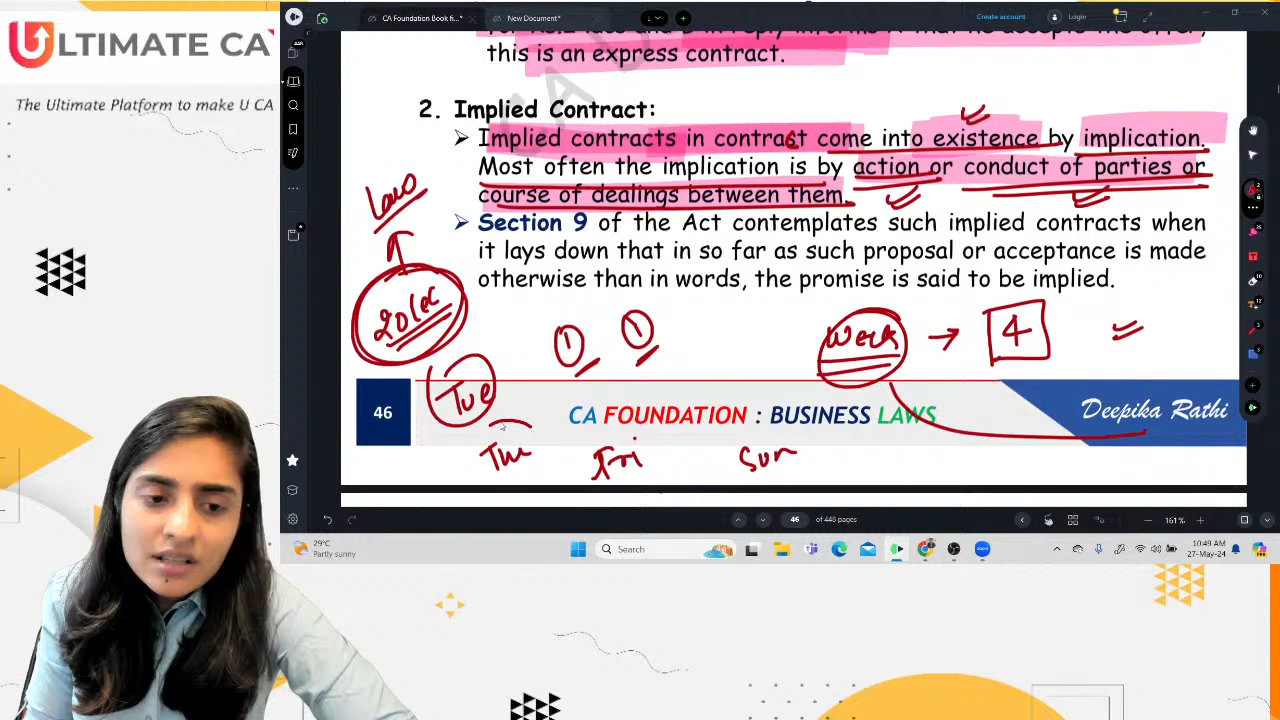 ULTIMATE CA
The Ultimate Platform to make U CA
CA Foundation Book fi...*
New Document*
Create account
Login
this is an express contract.
2. Implied Contract:
Implied contracts in contrast come into existence by implication.
Most often the implication is by action or conduct of parties or
course of dealings between them.
Section 9 of the Act contemplates such implied contracts when
it lays down that in so far as such proposal or acceptance is made
otherwise than in words, the promise is said to be implied.
Law
20 lec
1 1
Week → 4
Tue
Fri Sun
46
CA FOUNDATION : BUSINESS LAWS
Deepika Rathi
46 of 448 pages
161%
29°C
Partly sunny
Search
10:49 AM
27-May-24